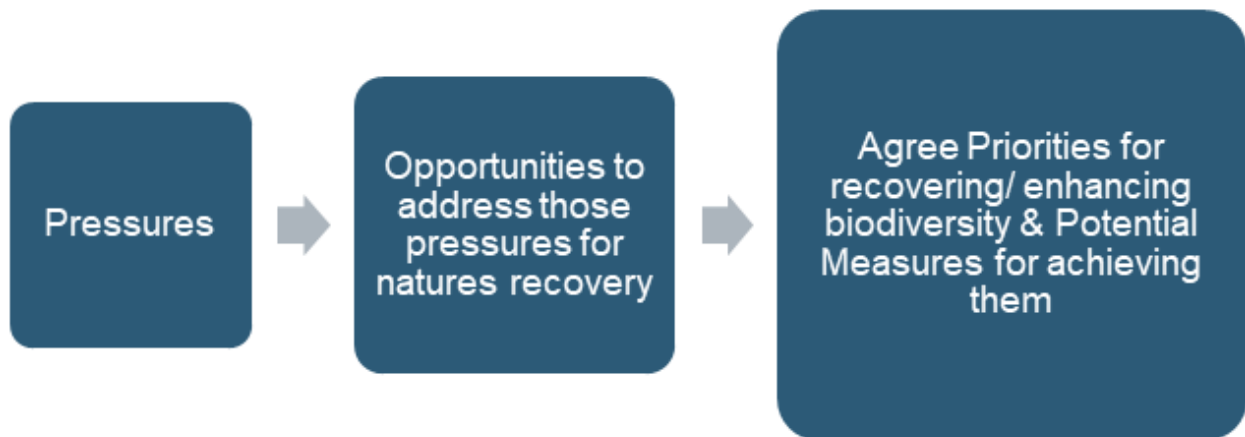 Pressures
Opportunities to
address those
pressures for
natures recovery
Agree Priorities for
recovering/ enhancing
biodiversity & Potential
Measures for achieving
them